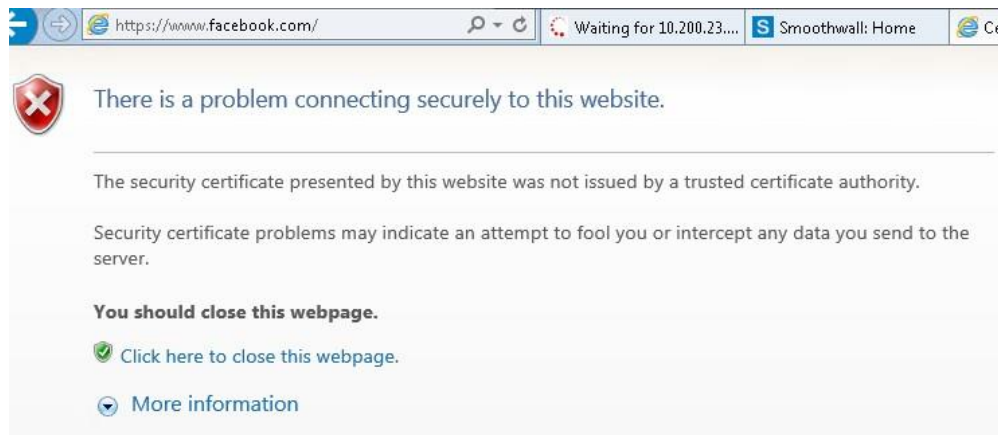 https://www.facebook.com/ Waiting for 10.200.23.... S Smoothwall: Home Ce
There is a problem connecting securely to this website.
The security certificate presented by this website was not issued by a trusted certificate authority.
Security certificate problems may indicate an attempt to fool you or intercept any data you send to the
server.
You should close this webpage.
Click here to close this webpage.
More information